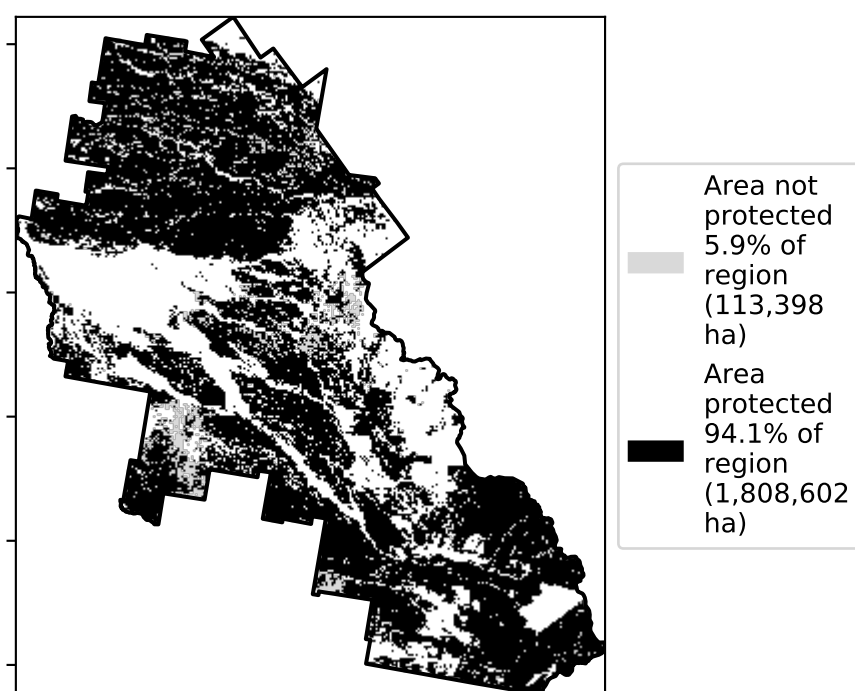 Area not
protected
5.9% of
region
(113,398
ha)
Area
protected
94.1% of
region
(1,808,602
ha)